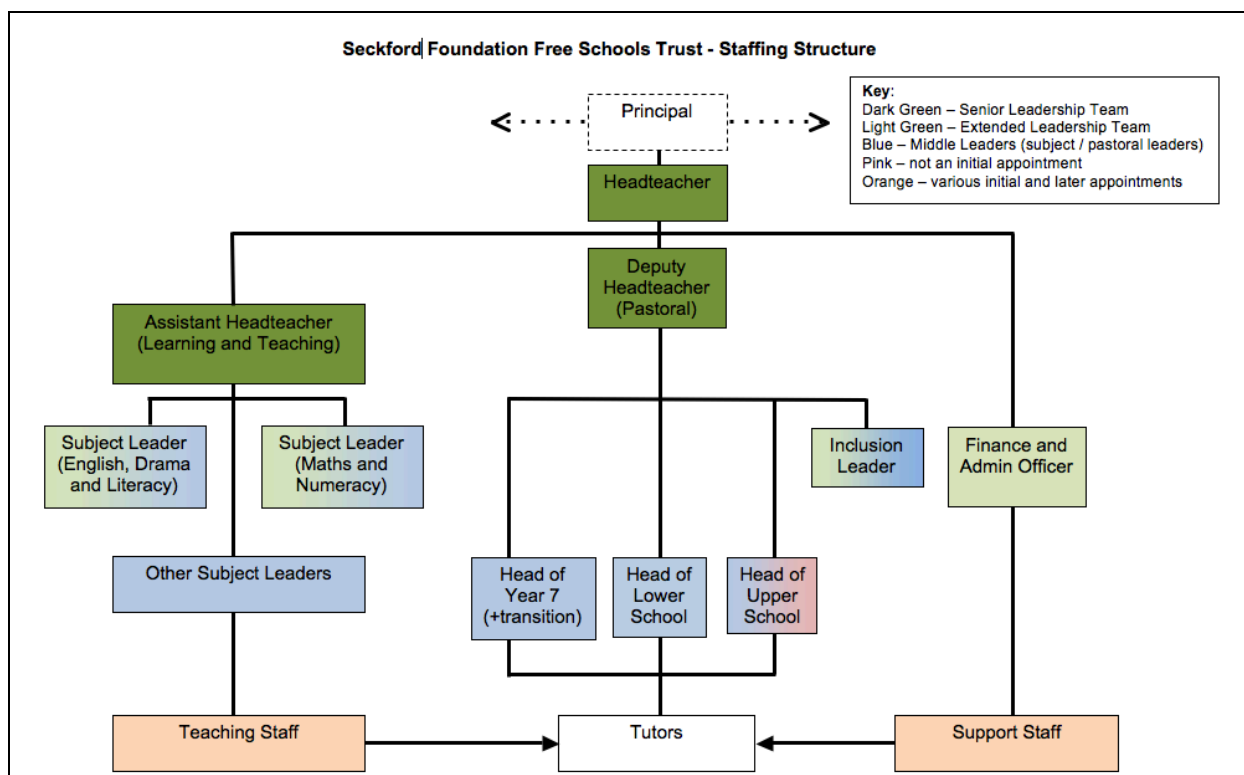 Seckford Foundation Free Schools Trust - Staffing Structure
Principal
Key:
Dark Green – Senior Leadership Team
Light Green – Extended Leadership Team
Blue – Middle Leaders (subject / pastoral leaders)
Pink – not an initial appointment
Orange – various initial and later appointments
Headteacher
Deputy
Headteacher
(Pastoral)
Assistant Headteacher
(Learning and Teaching)
Subject Leader
(English, Drama
and Literacy)
Subject Leader
(Maths and
Numeracy)
Inclusion
Leader
Finance and
Admin Officer
Other Subject Leaders
Head of
Year 7
(+transition)
Head of
Lower
School
Head of
Upper
School
Teaching Staff
Tutors
Support Staff